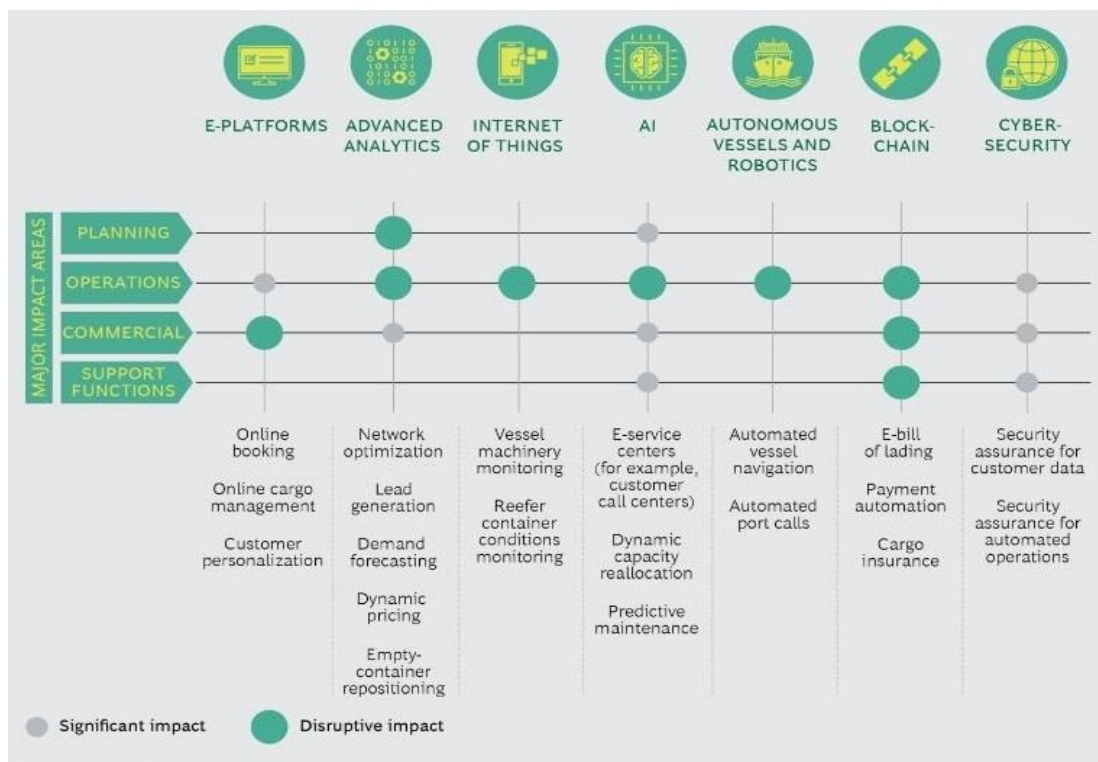 E-PLATFORMS
ADVANCED
ANALYTICS
INTERNET
OF THINGS
AI
AUTONOMOUS
VESSELS AND
ROBOTICS
BLOCK-
CHAIN
CYBER-
SECURITY
MAJOR IMPACT AREAS
PLANNING
OPERATIONS
COMMERCIAL
SUPPORT
FUNCTIONS
Online
booking
Online cargo
management
Customer
personalization
Network
optimization
Lead
generation
Demand
forecasting
Dynamic
pricing
Empty-
container
repositioning
Vessel
machinery
monitoring
Reefer
container
conditions
monitoring
E-service
centers
(for example,
customer
call centers)
Dynamic
capacity
reallocation
Predictive
maintenance
Automated
vessel
navigation
Automated
port calls
E-bill
of lading
Payment
automation
Cargo
insurance
Security
assurance for
customer data
Security
assurance for
automated
operations
Significant impact
Disruptive impact